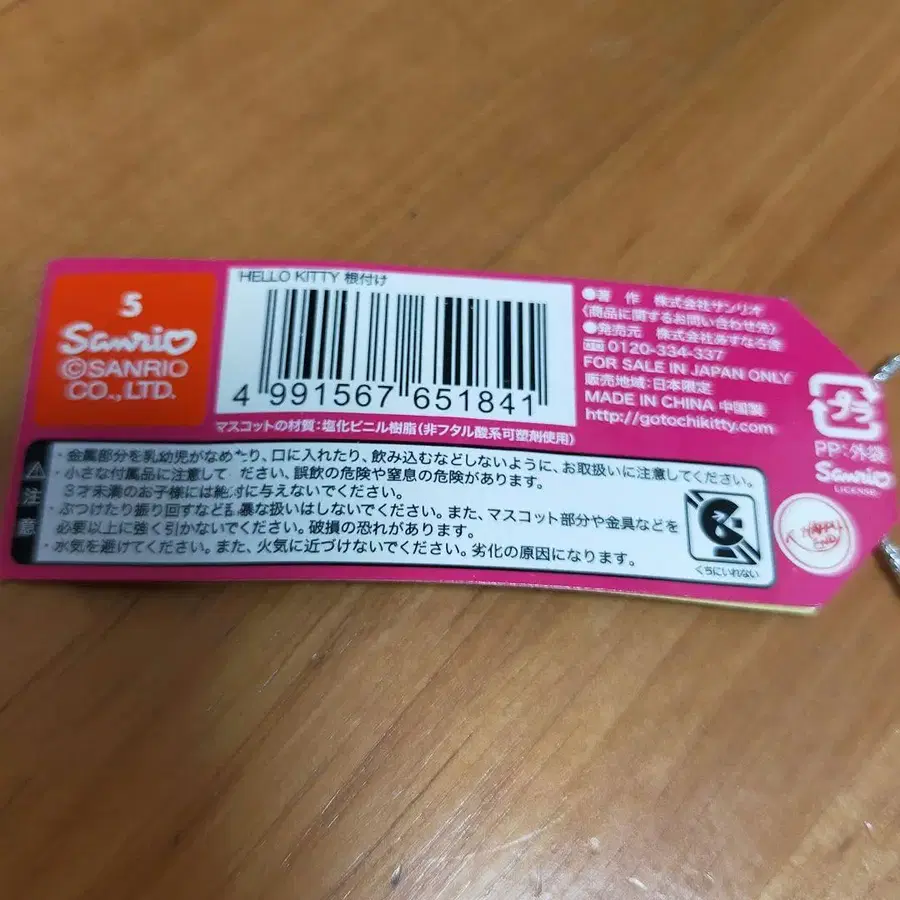 5
Sanrio
©SANRIO
CO.,LTD.
HELLO KITTY 根付け
4 991567 651841
マスコットの材質:塩化ビニル樹脂(非フタル酸系可塑剤使用)
●著 作 株式会社サンリオ
〈商品に関するお問い合わせ先〉
●発売元 株式会社あすなろ舎
0120-334-337
FOR SALE IN JAPAN ONLY
販売地域:日本限定
MADE IN CHINA 中国製
http://gotochikitty.com
プラ
PP:外袋
Sanrio
LICENSE
HAPPY
END
注意
・金属部分を乳幼児がなめたり、口に入れたり、飲み込むなどしないように、お取扱いに注意してください。
・小さな付属品に注意して ださい。誤飲の危険や窒息の危険があります。
3才未満のお子様には絶対に与えないでください。
・ぶつけたり振り回すなど乱暴な扱いはしないでください。また、マスコット部分や金具などを
必要以上に強く引かないでください。破損の恐れがあります。
・水気を避けてください。また、火気に近づけないでください。劣化の原因になります。
くちにいれない